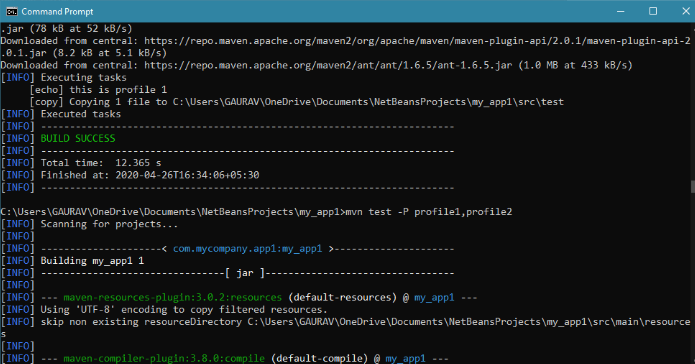 Command Prompt
.jar (78 kB at 52 kB/s)
Downloaded from central: https://repo.maven.apache.org/maven2/org/apache/maven/maven-plugin-api/2.0.1/maven-plugin-api-2
.0.1.jar (8.2 kB at 5.1 kB/s)
Downloaded from central: https://repo.maven.apache.org/maven2/ant/ant/1.6.5/ant-1.6.5.jar (1.0 MB at 433 kB/s)
[INFO] Executing tasks
     [echo] this is profile 1
     [copy] Copying 1 file to C:\Users\GAURAV\OneDrive\Documents\NetBeansProjects\my_app1\src\test
[INFO] Executed tasks
[INFO] ------------------------------------------------------------------------
[INFO] BUILD SUCCESS
[INFO] ------------------------------------------------------------------------
[INFO] Total time:  12.365 s
[INFO] Finished at: 2020-04-26T16:34:06+05:30
[INFO] ------------------------------------------------------------------------
C:\Users\GAURAV\OneDrive\Documents\NetBeansProjects\my_app1>mvn test -P profile1,profile2
[INFO] Scanning for projects...
[INFO]
[INFO] ---------------------< com.mycompany.app1:my_app1 >---------------------
[INFO] Building my_app1 1
[INFO] --------------------------------[ jar ]---------------------------------
[INFO]
[INFO] --- maven-resources-plugin:3.0.2:resources (default-resources) @ my_app1 ---
[INFO] Using 'UTF-8' encoding to copy filtered resources.
[INFO] skip non existing resourceDirectory C:\Users\GAURAV\OneDrive\Documents\NetBeansProjects\my_app1\src\main\resource
s
[INFO]
[INFO] --- maven-compiler-plugin:3.8.0:compile (default-compile) @ my_app1 ---